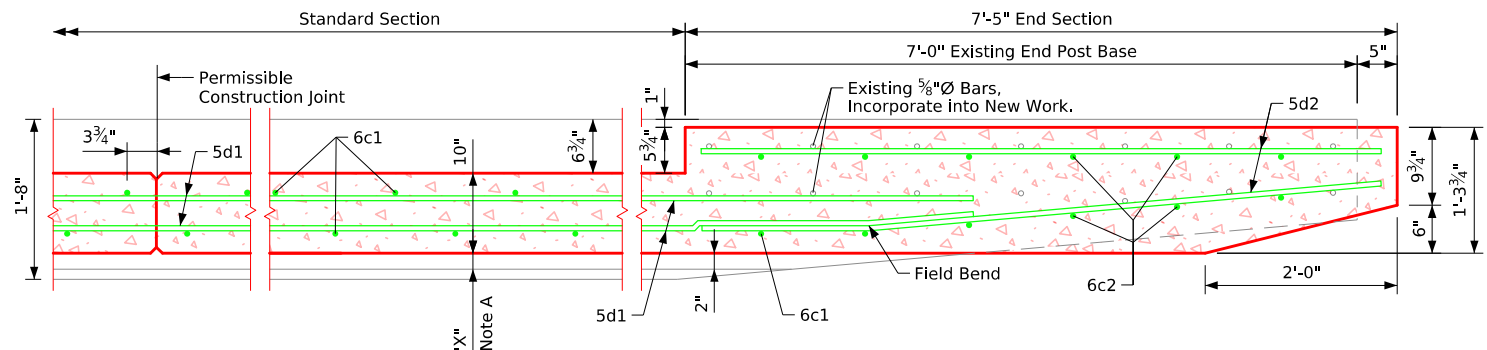 Standard Section
7'-5" End Section
7'-0" Existing End Post Base
5"
Permissible
Construction Joint
Existing ⅝"Ø Bars,
Incorporate into New Work.
1"
5d2
3¾"
5d1
6c1
6¾"
5¾"
10"
9¾"
1'-3¾"
1'-8"
6"
Field Bend
2'-0"
6c2
2"
5d1
6c1
'X"
Note A